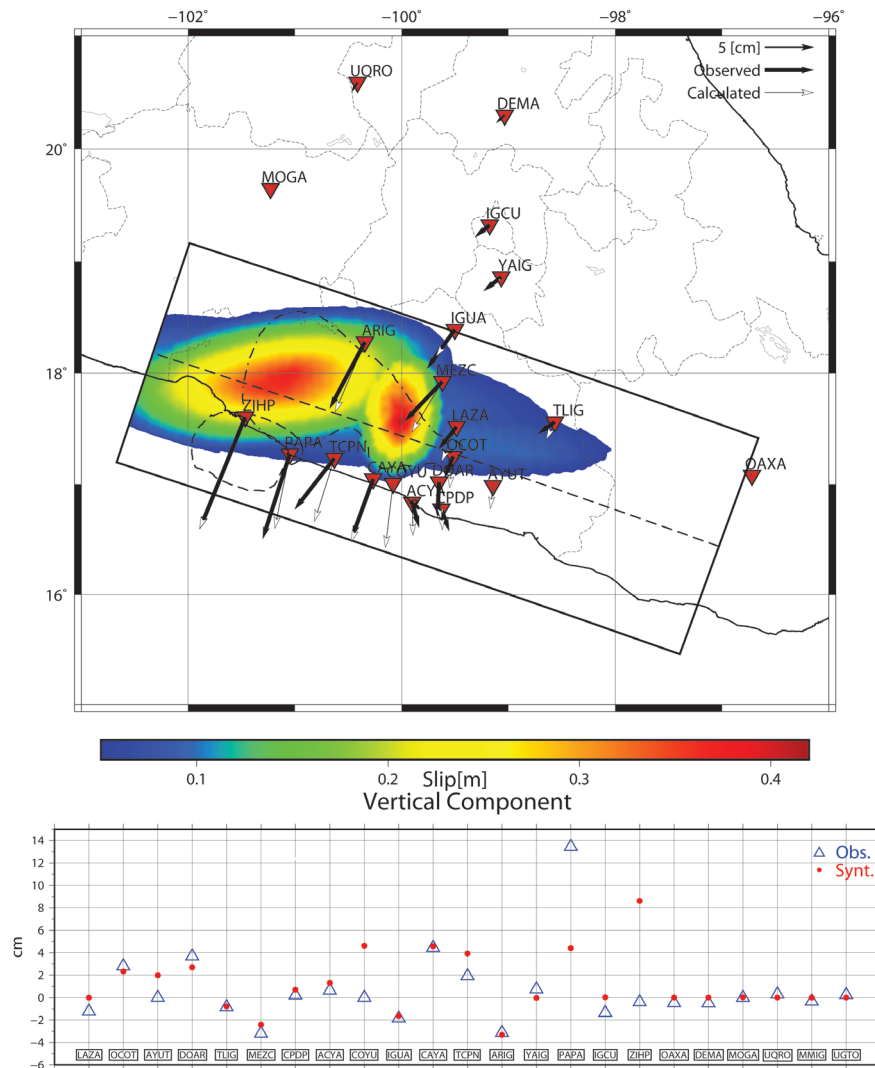 −102˚ −100˚ −98˚ −96˚
5 [cm]
Observed
Calculated
UQRO
DEMA
20˚
MOGA
IGCU
YAIG
IGUA
ARIG
18˚
MEZC
ZIHP
LAZA
TLIG
PAPA
TCPN
OCOT
CAYA
COYU
DOAR
AYUT
OAXA
ACYA
CPDP
16˚
0.1 0.2 0.3 0.4
Slip[m]
Vertical Component
14
12
10
8
6
4
2
0
−2
−4
−6
cm
Obs.
Synt.
LAZA OCOT AYUT DOAR TLIG MEZC CPDP ACYA COYU IGUA CAYA TCPN ARIG YAIG PAPA IGCU ZIHP OAXA DEMA MOGA UQRO MMIG UGTO